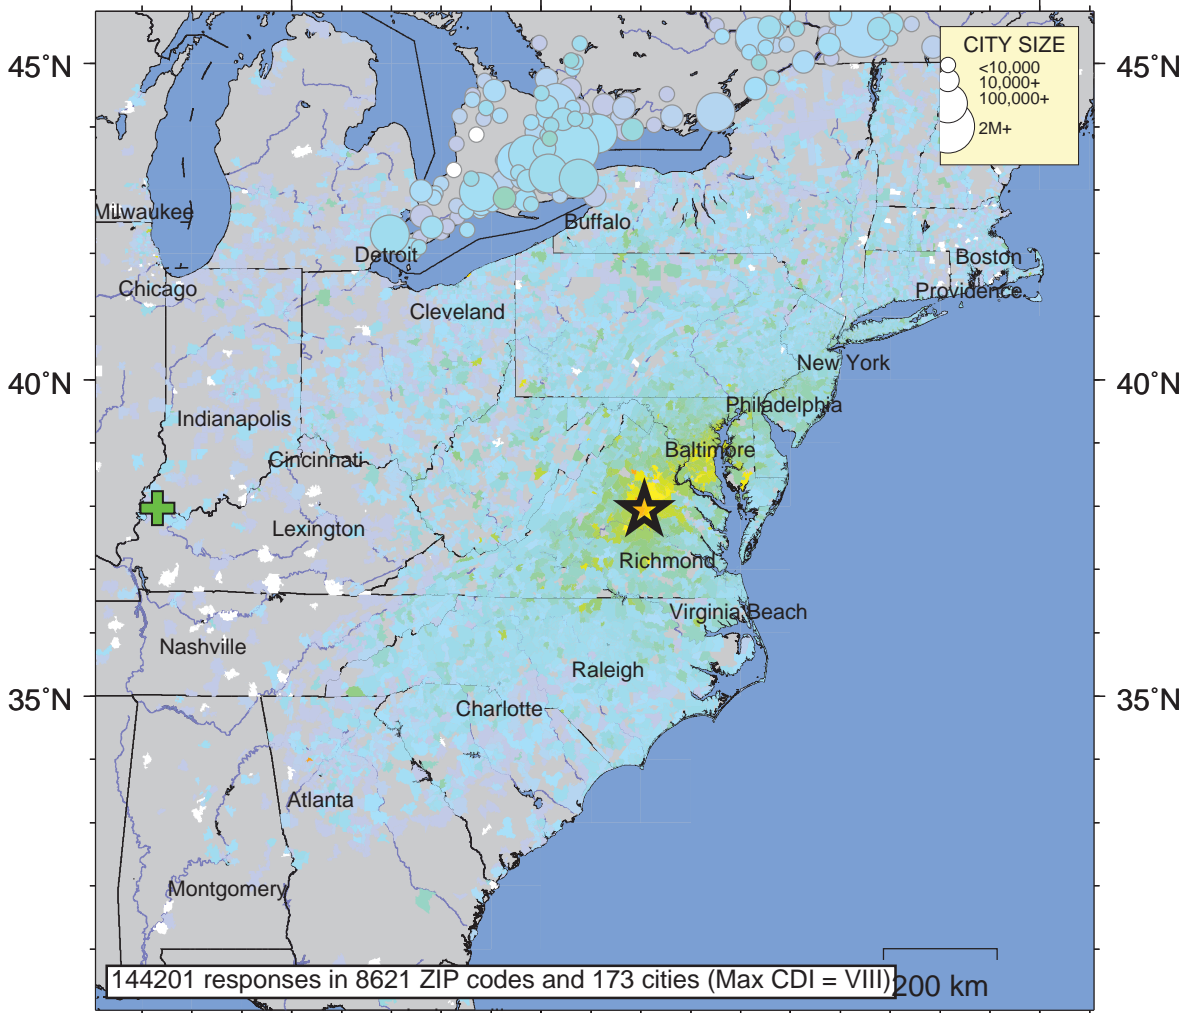 45°N
45°N
CITY SIZE
<10,000
10,000+
100,000+
2M+
Milwaukee
Buffalo
Detroit
Boston
Chicago
Providence
Cleveland
New York
40°N
40°N
Philadelphia
Indianapolis
Baltimore
Cincinnati
Lexington
Richmond
Virginia Beach
Nashville
Raleigh
35°N
35°N
Charlotte
Atlanta
Montgomery
144201 responses in 8621 ZIP codes and 173 cities (Max CDI = VIII)
200 km